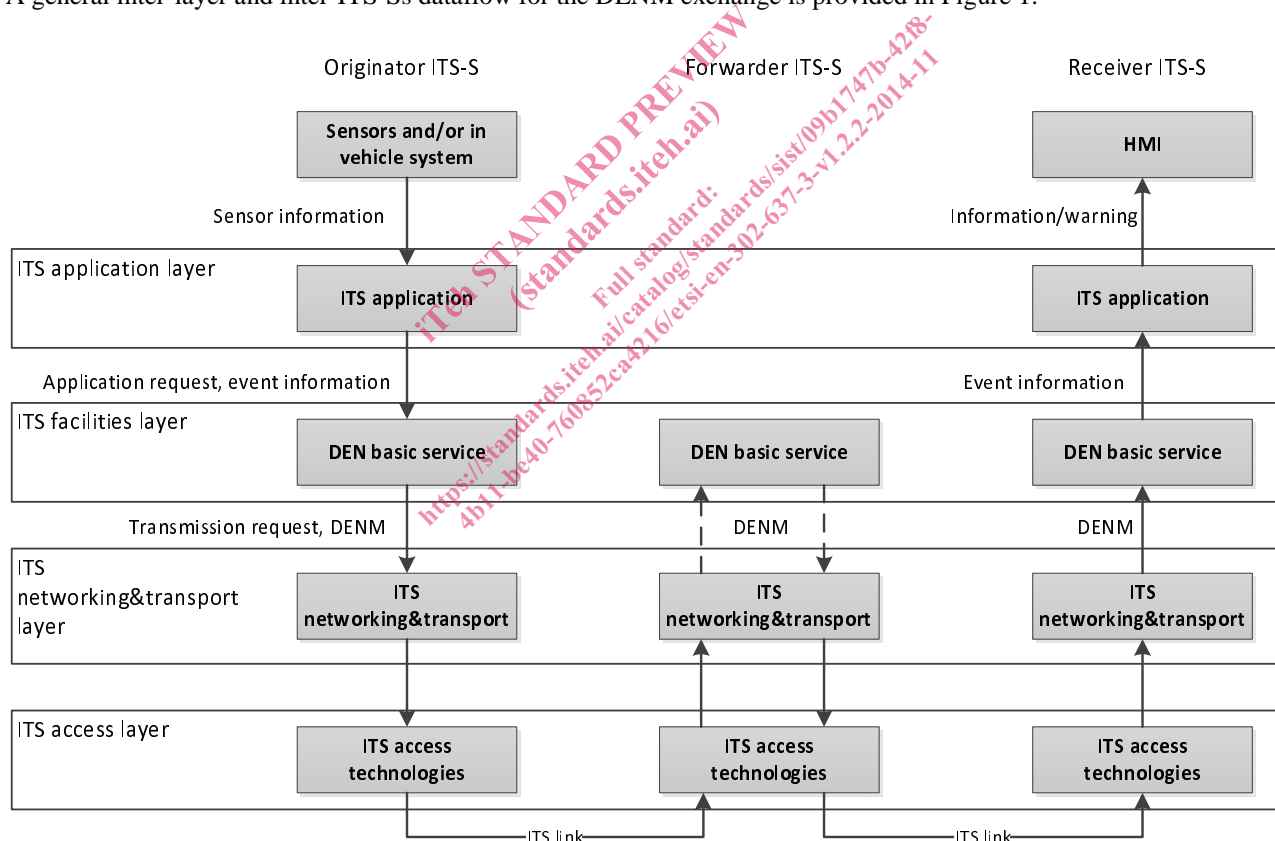 A general inter-layer and inter ITS-Ss dataflow for the DENM exchange is provided in Figure 1.
Originator ITS-S
Forwarder ITS-S
Receiver ITS-S
Sensors and/or in
vehicle system
HMI
Sensor information
Information/warning
ITS application layer
ITS application
ITS application
Application request, event information
Event information
ITS facilities layer
DEN basic service
DEN basic service
DEN basic service
Transmission request, DENM
DENM
DENM
ITS
networking&transport
layer
ITS
networking&transport
ITS
networking&transport
ITS
networking&transport
ITS access layer
ITS access
technologies
ITS access
technologies
ITS access
technologies
ITS link
ITS link
iTeh STANDARD PREVIEW
(standards.iteh.ai)
Full standard:
https://standards.iteh.ai/catalog/standards/sist/09b1747b-42f8-
4b11-be40-760852ca4216/etsi-en-302-637-3-v1.2.2-2014-11